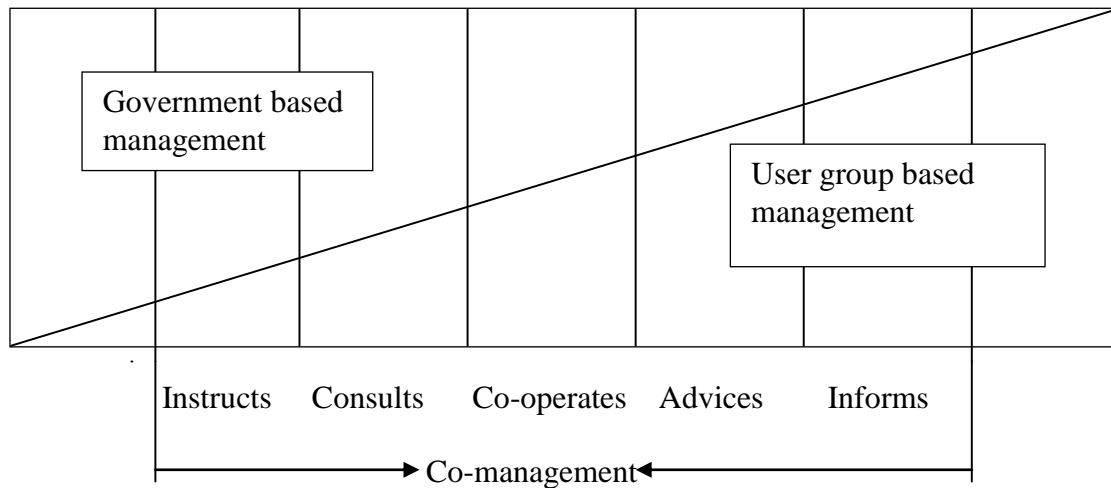 Government based
management
User group based
management
Instructs Consults Co-operates Advices Informs
Co-management